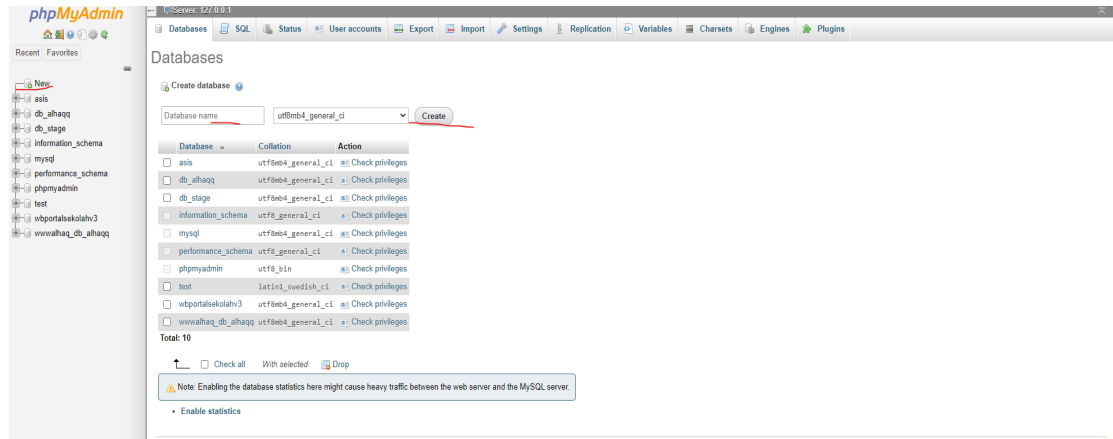 phpMyAdmin
Recent Favorites
New
asis
db_alhaqq
db_stage
information_schema
mysql
performance_schema
phpmyadmin
test
wbportalsekolahv3
wwwalhaq_db_alhaqq
Server: 127.0.0.1
Databases SQL Status User accounts Export Import Settings Replication Variables Charsets Engines Plugins
Databases
Create database
Database name utf8mb4_general_ci Create
Database Collation Action
asis utf8mb4_general_ci Check privileges
db_alhaqq utf8mb4_general_ci Check privileges
db_stage utf8mb4_general_ci Check privileges
information_schema utf8_general_ci Check privileges
mysql utf8mb4_general_ci Check privileges
performance_schema utf8_general_ci Check privileges
phpmyadmin utf8_bin Check privileges
test latin1_swedish_ci Check privileges
wbportalsekolahv3 utf8mb4_general_ci Check privileges
wwwalhaq_db_alhaqq utf8mb4_general_ci Check privileges
Total: 10
Check all With selected: Drop
Note: Enabling the database statistics here might cause heavy traffic between the web server and the MySQL server.
• Enable statistics